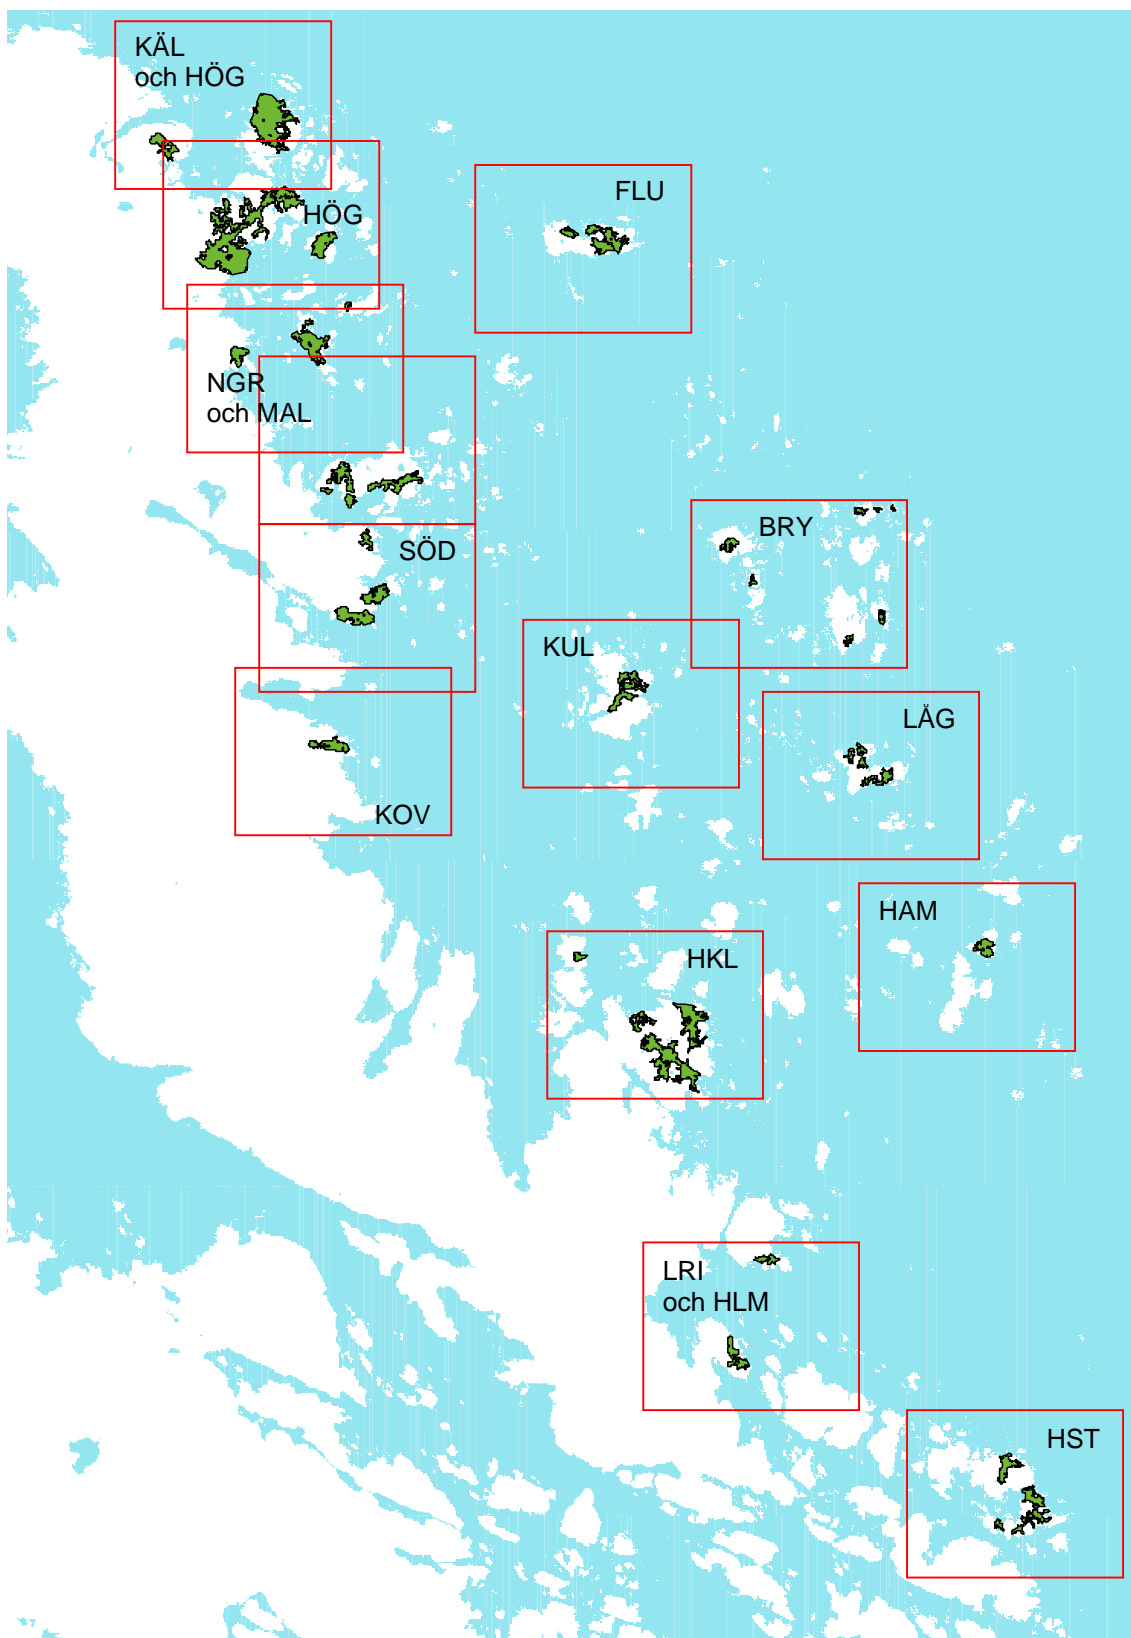 KÄL
och HÖG
FLU
HÖG
NGR
och MAL
BRY
SÖD
KUL
LÅG
KOV
HAM
HKL
LRI
och HLM
HST